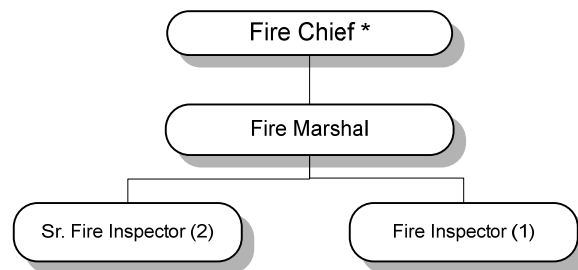 Fire Chief *
Fire Marshal
Sr. Fire Inspector (2)
Fire Inspector (1)